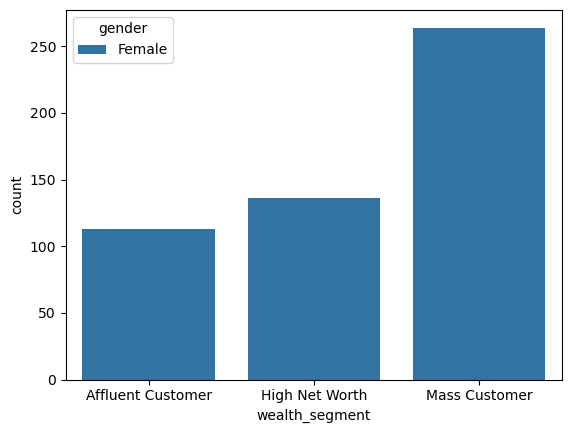 gender
Female
count
250
200
150
100
50
0
Affluent Customer
High Net Worth
Mass Customer
wealth_segment